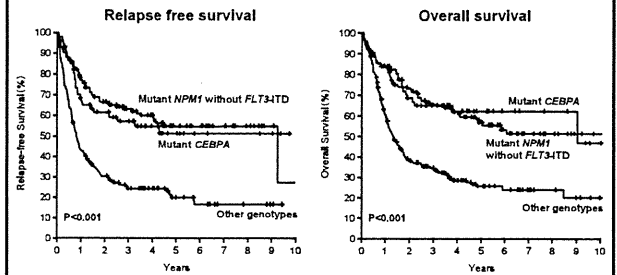 Relapse free survival
Relapse-free Survival (%)
100
90
80
70
60
50
40
30
20
10
0
Mutant NPM1 without FLT3-ITD
Mutant CEBPA
Other genotypes
P<0.001
0 1 2 3 4 5 6 7 8 9 10
Years
Overall survival
Overall Survival (%)
100
90
80
70
60
50
40
30
20
10
0
Mutant CEBPA
Mutant NPM1
without FLT3-ITD
Other genotypes
P<0.001
0 1 2 3 4 5 6 7 8 9 10
Years